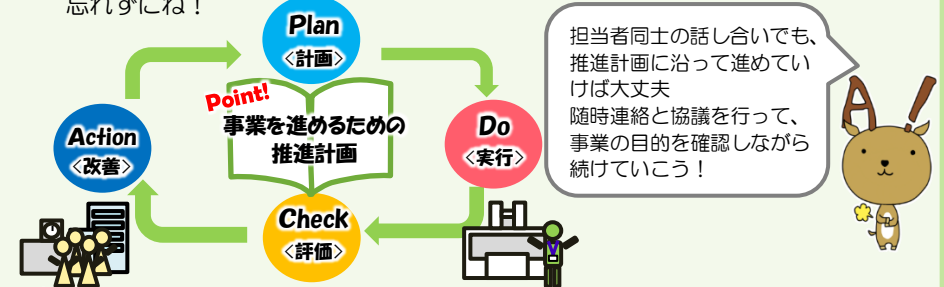 忘れずにね！
Plan
<計画>
Point!
事業を進めるための
推進計画
Action
<改善>
Do
<実行>
Check
<評価>
担当者同士の話し合いでも、
推進計画に沿って進めてい
けば大丈夫
随時連絡と協議を行って、
事業の目的を確認しながら
続けていこう！